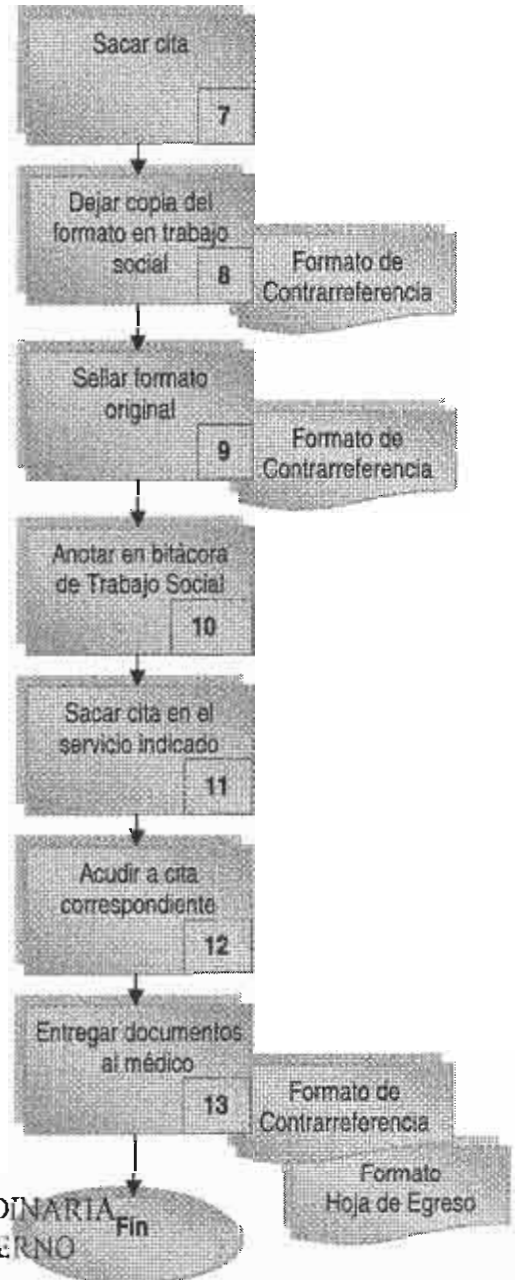 Sacar cita
7
Dejar copia del
formato en trabajo
social
8
Formato de
Contrarreferencia
Sellar formato
original
9
Formato de
Contrarreferencia
Anotar en bitácora
de Trabajo Social
10
Sacar cita en el
servicio indicado
11
Acudir a cita
correspondiente
12
Entregar documentos
al médico
13
Formato de
Contrarreferencia
Formato
Hoja de Egreso
DINARIA
Fin
ERNO